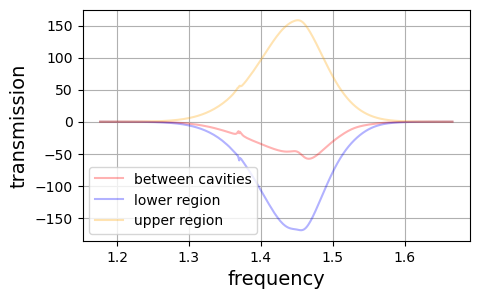 150
100
50
0
−50
−100
−150
transmission
between cavities
lower region
upper region
1.2 1.3 1.4 1.5 1.6
frequency